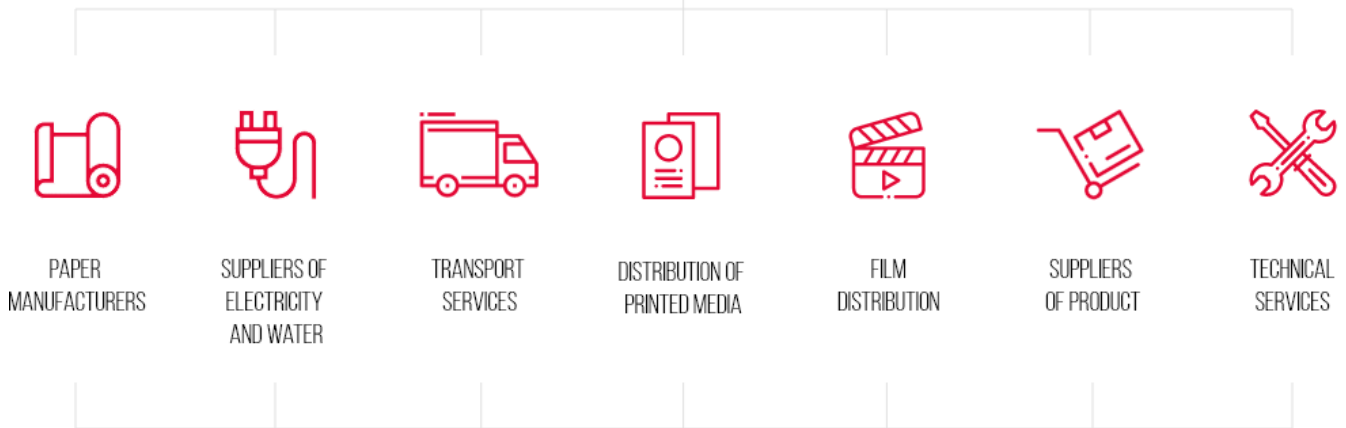 PAPER
MANUFACTURERS
SUPPLIERS OF
ELECTRICITY
AND WATER
TRANSPORT
SERVICES
DISTRIBUTION OF
PRINTED MEDIA
FILM
DISTRIBUTION
SUPPLIERS
OF PRODUCT
TECHNICAL
SERVICES